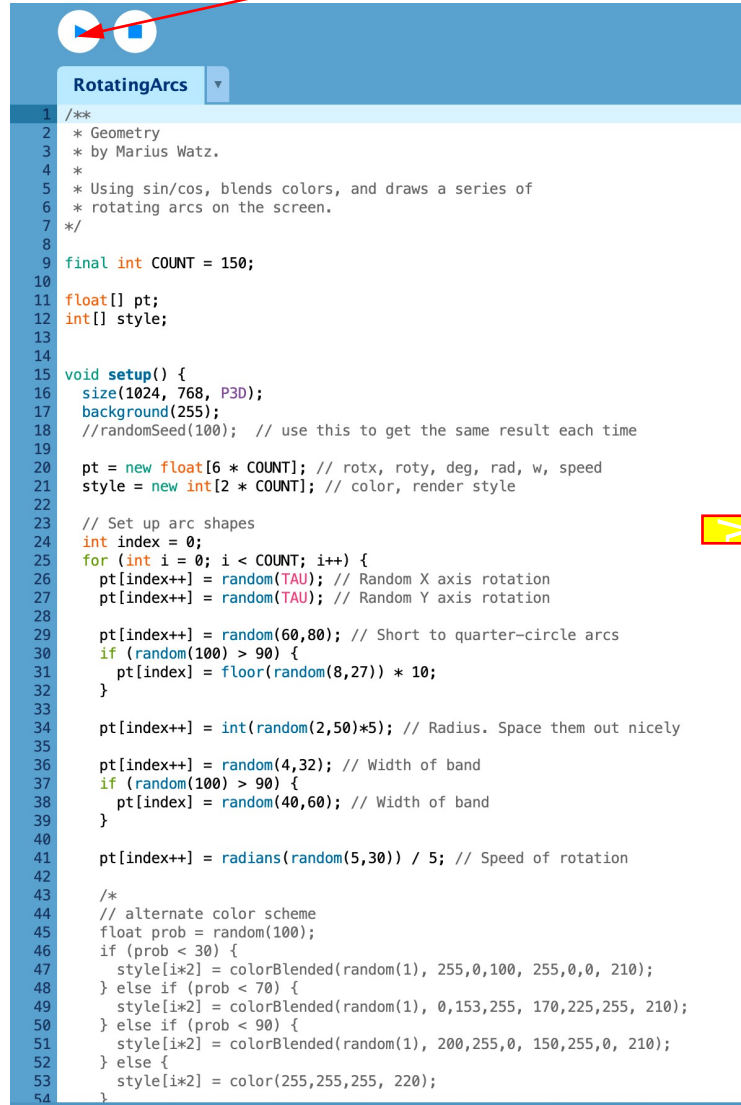 RotatingArcs
1 /**
2 * Geometry
3 * by Marius Watz.
4 *
5 * Using sin/cos, blends colors, and draws a series of
6 * rotating arcs on the screen.
7 */
8
9 final int COUNT = 150;
10
11 float[] pt;
12 int[] style;
13
14
15 void setup() {
16 size(1024, 768, P3D);
17 background(255);
18 //randomSeed(100);  // use this to get the same result each time
19
20 pt = new float[6 * COUNT]; // rotx, roty, deg, rad, w, speed
21 style = new int[2 * COUNT]; // color, render style
22
23 // Set up arc shapes
24 int index = 0;
25 for (int i = 0; i < COUNT; i++) {
26 pt[index++] = random(TAU); // Random X axis rotation
27 pt[index++] = random(TAU); // Random Y axis rotation
28
29 pt[index++] = random(60,80); // Short to quarter-circle arcs
30 if (random(100) > 90) {
31 pt[index] = floor(random(8,27)) * 10;
32 }
33
34 pt[index++] = int(random(2,50)*5); // Radius. Space them out nicely
35
36 pt[index++] = random(4,32); // Width of band
37 if (random(100) > 90) {
38 pt[index] = random(40,60); // Width of band
39 }
40
41 pt[index++] = radians(random(5,30)) / 5; // Speed of rotation
42
43 /*
44 // alternate color scheme
45 float prob = random(100);
46 if (prob < 30) {
47 style[i*2] = colorBlended(random(1), 255,0,100, 255,0,0, 210);
48 } else if (prob < 70) {
49 style[i*2] = colorBlended(random(1), 0,153,255, 170,225,255, 210);
50 } else if (prob < 90) {
51 style[i*2] = colorBlended(random(1), 200,255,0, 150,255,0, 210);
52 } else {
53 style[i*2] = color(255,255,255, 220);
54 }